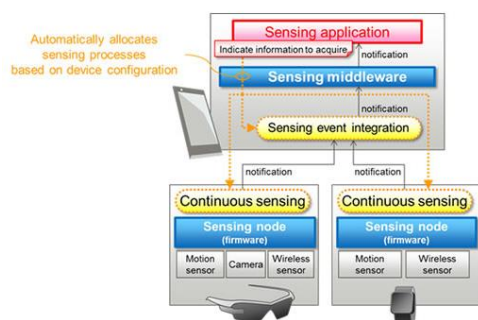 Sensing application
Indicate information to acquire
notification
Automatically allocates
sensing processes
based on device configuration
Sensing middleware
notification
Sensing event integration
notification
notification
Continuous sensing
Sensing node
(firmware)
Motion
sensor
Camera
Wireless
sensor
Continuous sensing
Sensing node
(firmware)
Motion
sensor
Wireless
sensor